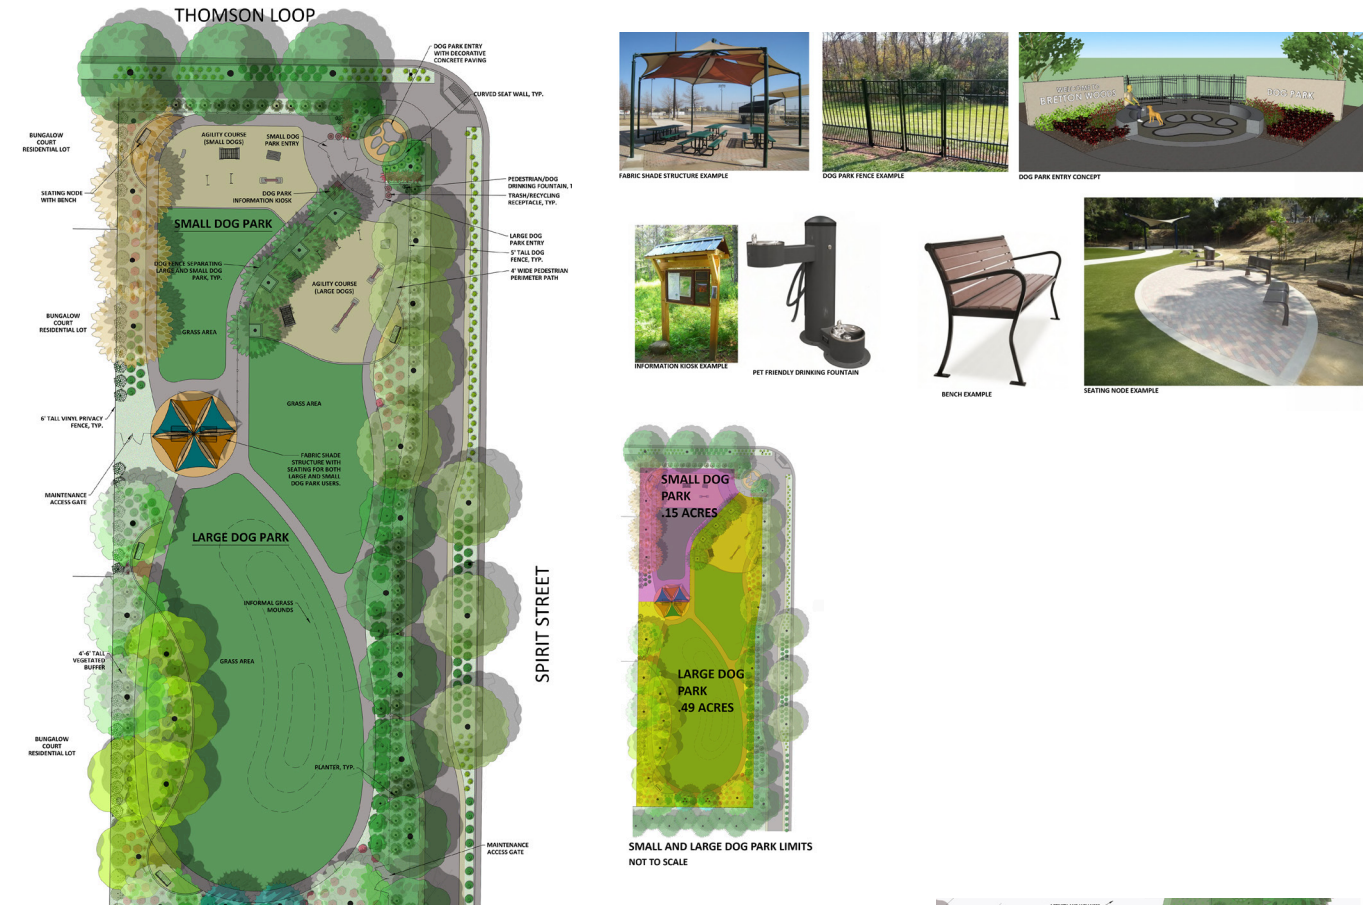 THOMSON LOOP
DOG PARK ENTRY
WITH DECORATIVE
CONCRETE PAVING
CURVED SEAT WALL, TYP.
BUNGALOW
COURT
RESIDENTIAL LOT
AGILITY COURSE
(SMALL DOGS)
SMALL DOG
PARK ENTRY
SEATING NODE
WITH BENCH
DOG PARK
INFORMATION KIOSK
PEDESTRIAN/DOG
DRINKING FOUNTAIN, 1
TRASH/RECYCLING
RECEPTACLE, TYP.
SMALL DOG PARK
LARGE DOG
PARK ENTRY
5' TALL DOG
FENCE, TYP.
4' WIDE PEDESTRIAN
PERIMETER PATH
DOG FENCE SEPARATING
LARGE AND SMALL DOG
PARK, TYP.
AGILITY COURSE
(LARGE DOGS)
BUNGALOW
COURT
RESIDENTIAL LOT
GRASS AREA
GRASS AREA
6' TALL VINYL PRIVACY
FENCE, TYP.
FABRIC SHADE
STRUCTURE WITH
SEATING FOR BOTH
LARGE AND SMALL
DOG PARK USERS.
MAINTENANCE
ACCESS GATE
LARGE DOG PARK
INFORMAL GRASS
MOUNDS
SPIRIT STREET
4'-6' TALL
VEGETATED
BUFFER
GRASS AREA
BUNGALOW
COURT
RESIDENTIAL LOT
PLANTER, TYP.
MAINTENANCE
ACCESS GATE
FABRIC SHADE STRUCTURE EXAMPLE
DOG PARK FENCE EXAMPLE
WELCOME TO
BRETTON WOODS
DOG PARK
DOG PARK ENTRY CONCEPT
INFORMATION KIOSK EXAMPLE
PET FRIENDLY DRINKING FOUNTAIN
BENCH EXAMPLE
SEATING NODE EXAMPLE
SMALL DOG
PARK
.15 ACRES
LARGE DOG
PARK
.49 ACRES
SMALL AND LARGE DOG PARK LIMITS
NOT TO SCALE